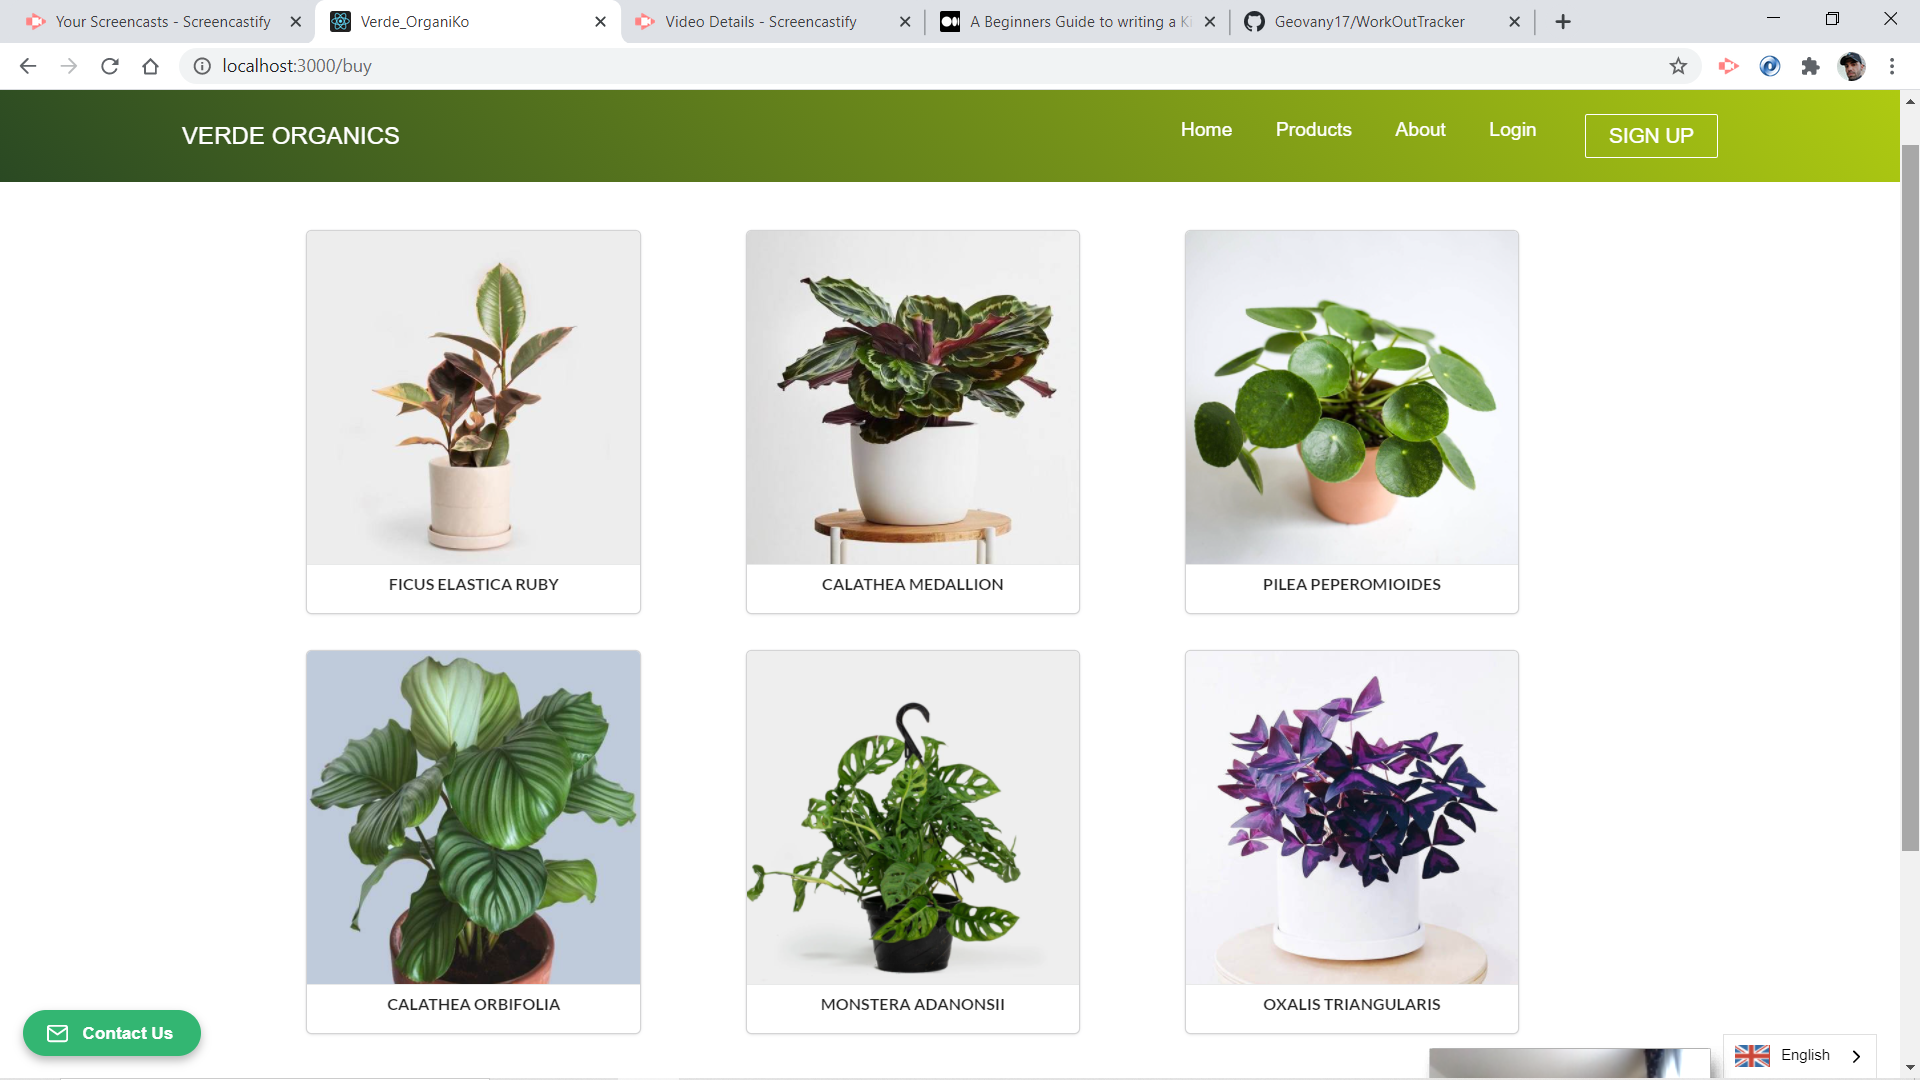 Your Screencasts - Screencastify
Verde_OrganiKo
Video Details - Screencastify
A Beginners Guide to writing a Ki
Geovany17/WorkOutTracker
localhost:3000/buy
VERDE ORGANICS
Home
Products
About
Login
SIGN UP
FICUS ELASTICA RUBY
CALATHEA MEDALLION
PILEA PEPEROMIOIDES
CALATHEA ORBIFOLIA
MONSTERA ADANONSII
OXALIS TRIANGULARIS
Contact Us
English